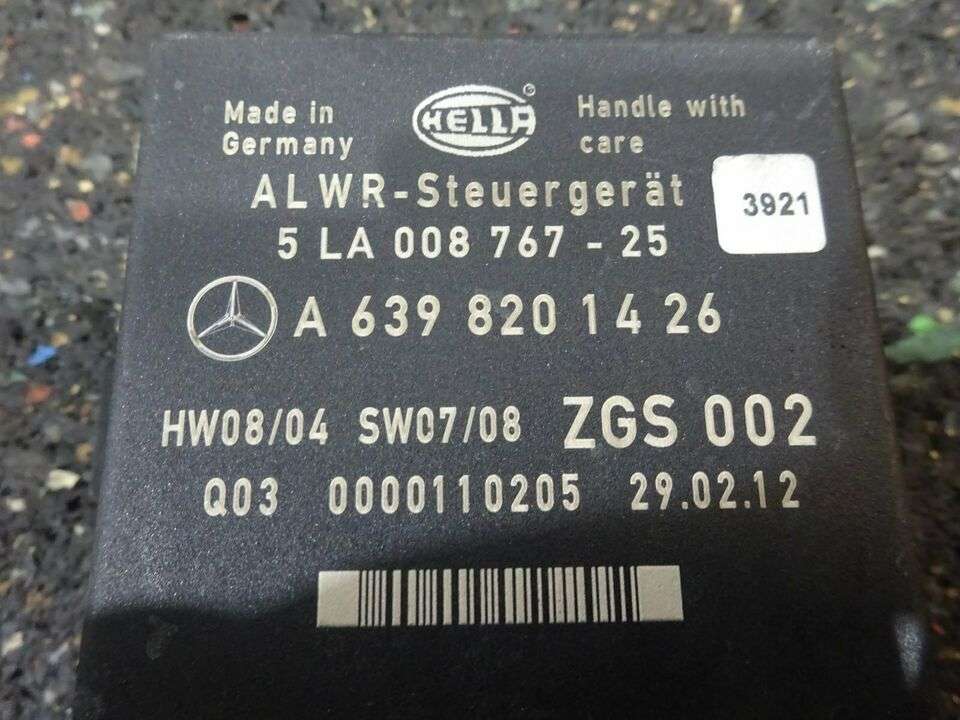 Made in
Germany
HELLA
®
Handle with
care
ALWR-Steuergerät
3921
5 LA 008 767 - 25
A 639 820 14 26
HW08/04 SW07/08 ZGS 002
Q03 0000110205 29.02.12